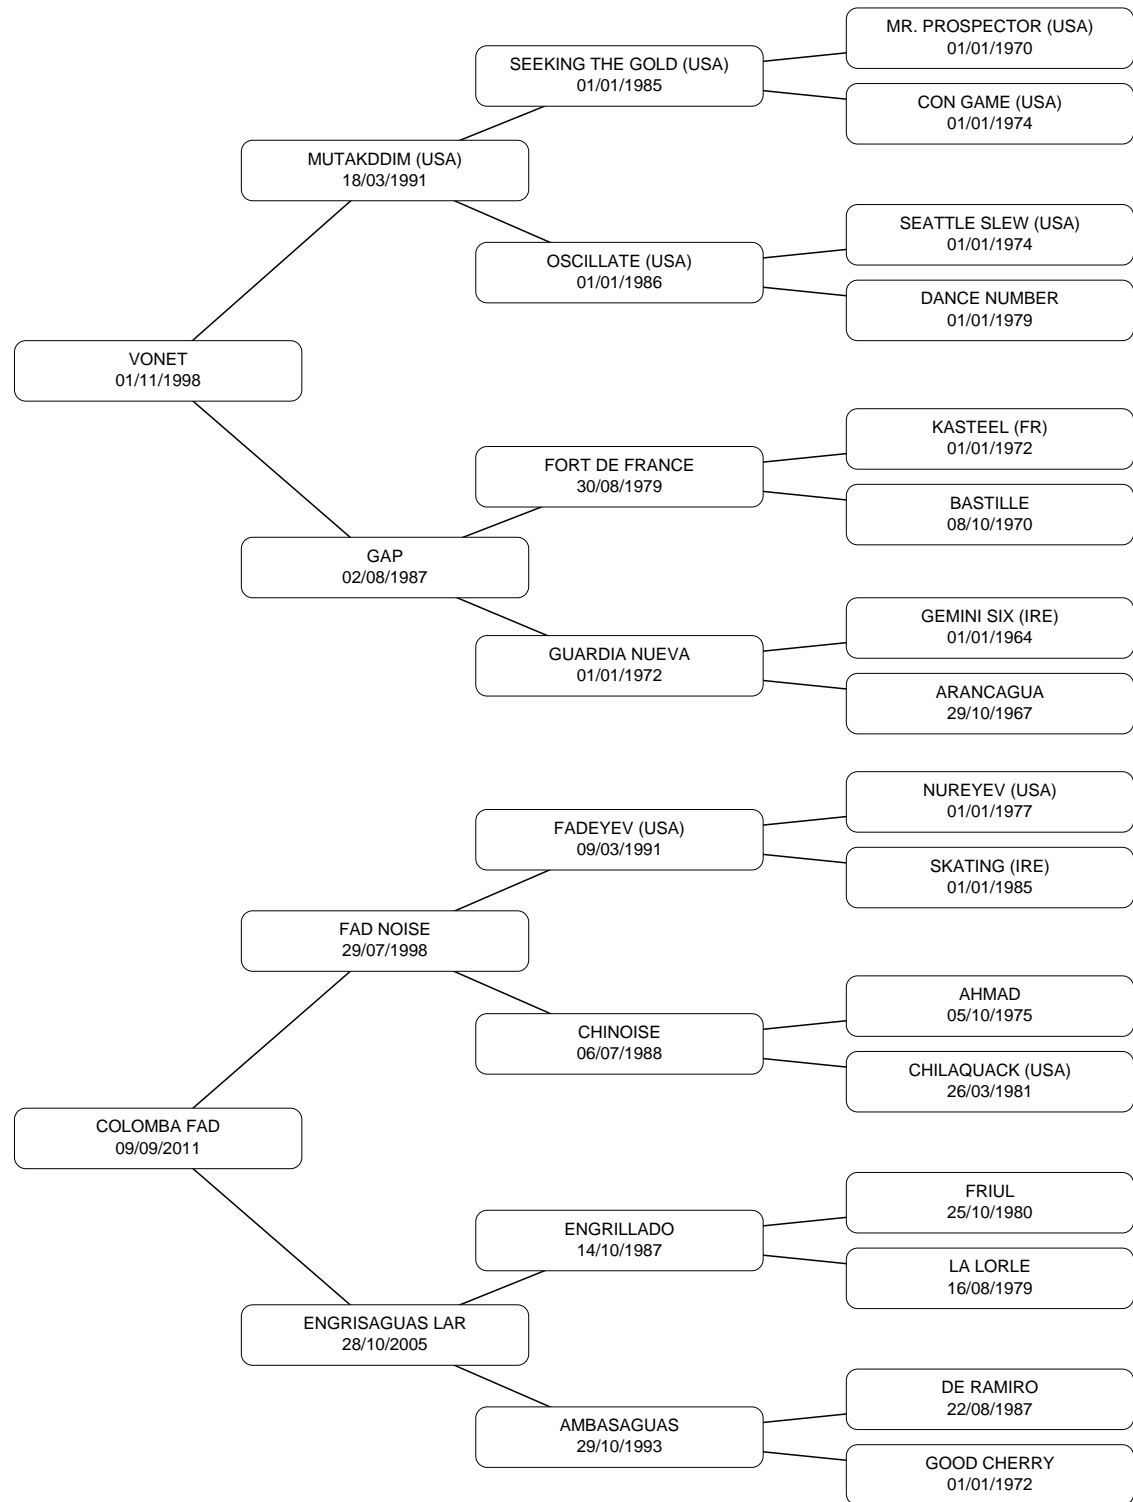 MR. PROSPECTOR (USA)
01/01/1970
SEEKING THE GOLD (USA)
01/01/1985
CON GAME (USA)
01/01/1974
MUTAKDDIM (USA)
18/03/1991
SEATTLE SLEW (USA)
01/01/1974
OSCILLATE (USA)
01/01/1986
DANCE NUMBER
01/01/1979
VONET
01/11/1998
KASTEEL (FR)
01/01/1972
FORT DE FRANCE
30/08/1979
BASTILLE
08/10/1970
GAP
02/08/1987
GEMINI SIX (IRE)
01/01/1964
GUARDIA NUEVA
01/01/1972
ARANCAGUA
29/10/1967
NUREYEV (USA)
01/01/1977
FADEYEV (USA)
09/03/1991
SKATING (IRE)
01/01/1985
FAD NOISE
29/07/1998
AHMAD
05/10/1975
CHINOISE
06/07/1988
CHILAQUACK (USA)
26/03/1981
COLOMBA FAD
09/09/2011
FRIUL
25/10/1980
ENGRILLADO
14/10/1987
LA LORLE
16/08/1979
ENGRISAGUAS LAR
28/10/2005
DE RAMIRO
22/08/1987
AMBASAGUAS
29/10/1993
GOOD CHERRY
01/01/1972